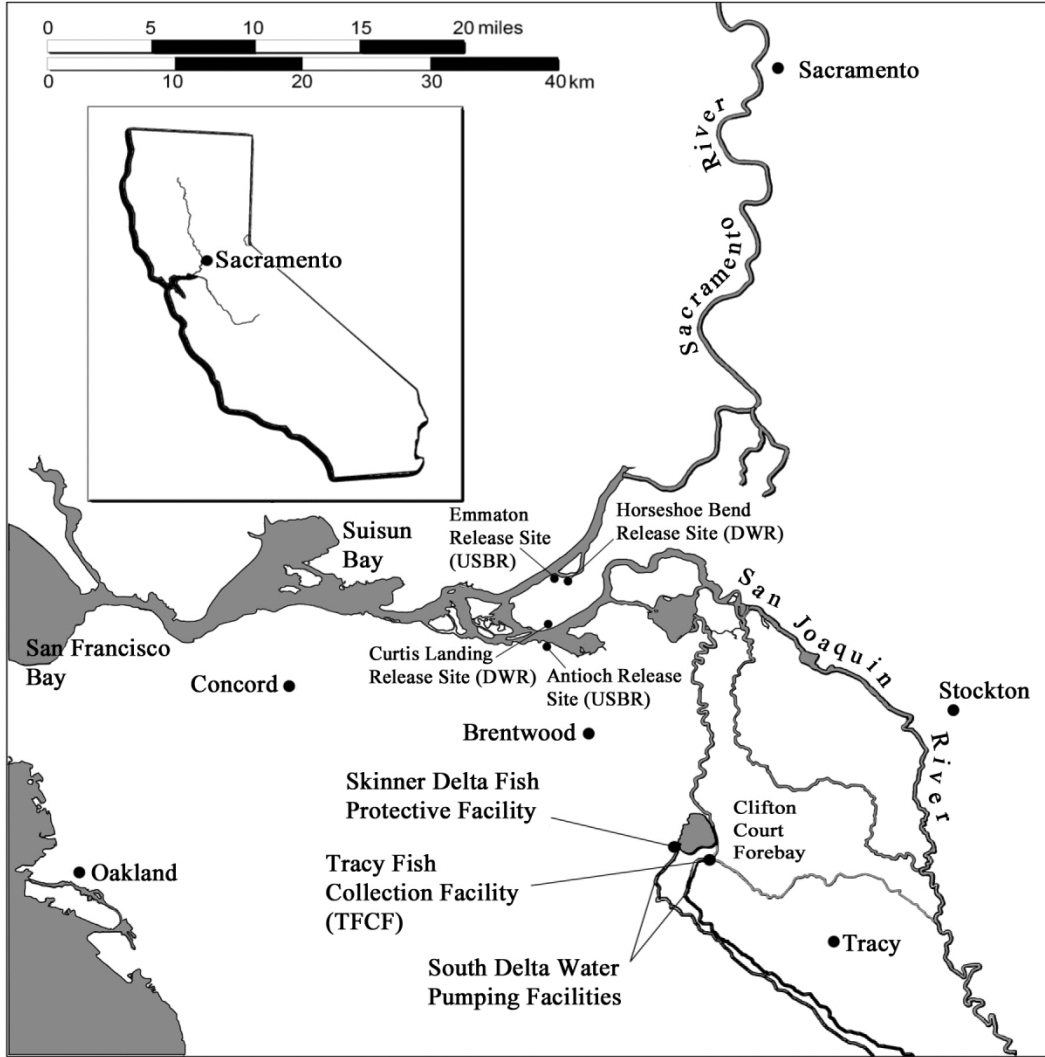 0 5 10 15 20 miles
0 10 20 30 40 km
Sacramento
Sacramento River
Sacramento
Suisun
Bay
Emmaton
Release Site
(USBR)
Horseshoe Bend
Release Site (DWR)
San Joaquin River
San Francisco
Bay
Curtis Landing
Release Site (DWR)
Antioch Release
Site (USBR)
Concord
Stockton
Brentwood
Skinner Delta Fish
Protective Facility
Clifton
Court
Forebay
Oakland
Tracy Fish
Collection Facility
(TFCF)
Tracy
South Delta Water
Pumping Facilities